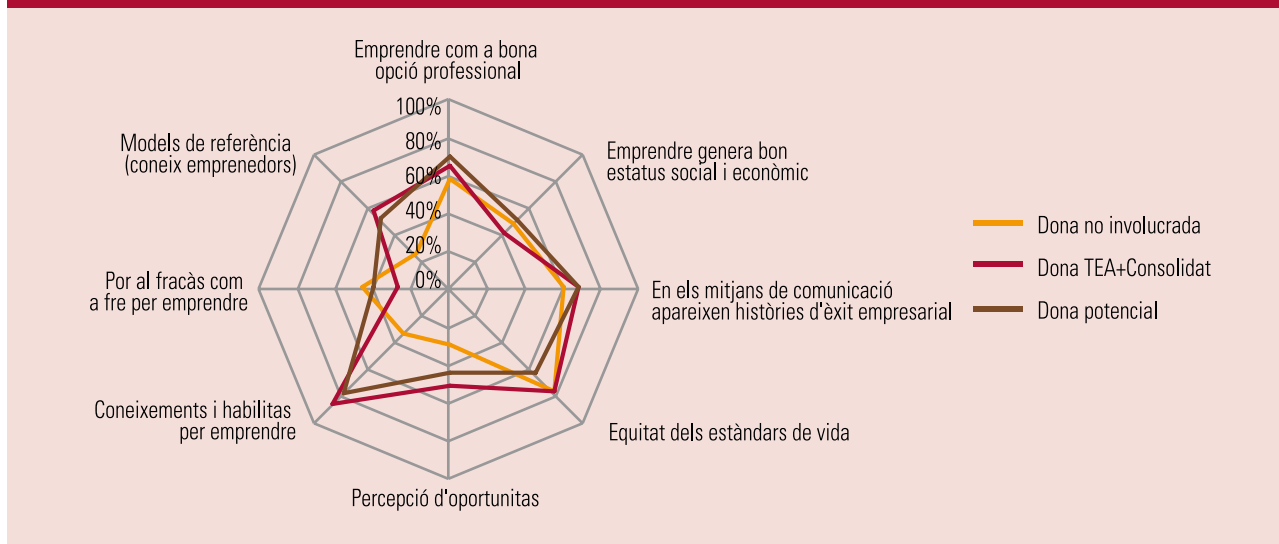 Emprendre com a bona
opció professional
100%
80%
60%
40%
20%
0%
Models de referència
(coneix emprenedors)
Emprendre genera bon
estatus social i econòmic
Por al fracàs com
a fre per emprendre
En els mitjans de comunicació
apareixen històries d'èxit empresarial
Coneixements i habilitas
per emprendre
Equitat dels estàndars de vida
Percepció d'oportunitas
Dona no involucrada
Dona TEA+Consolidat
Dona potencial